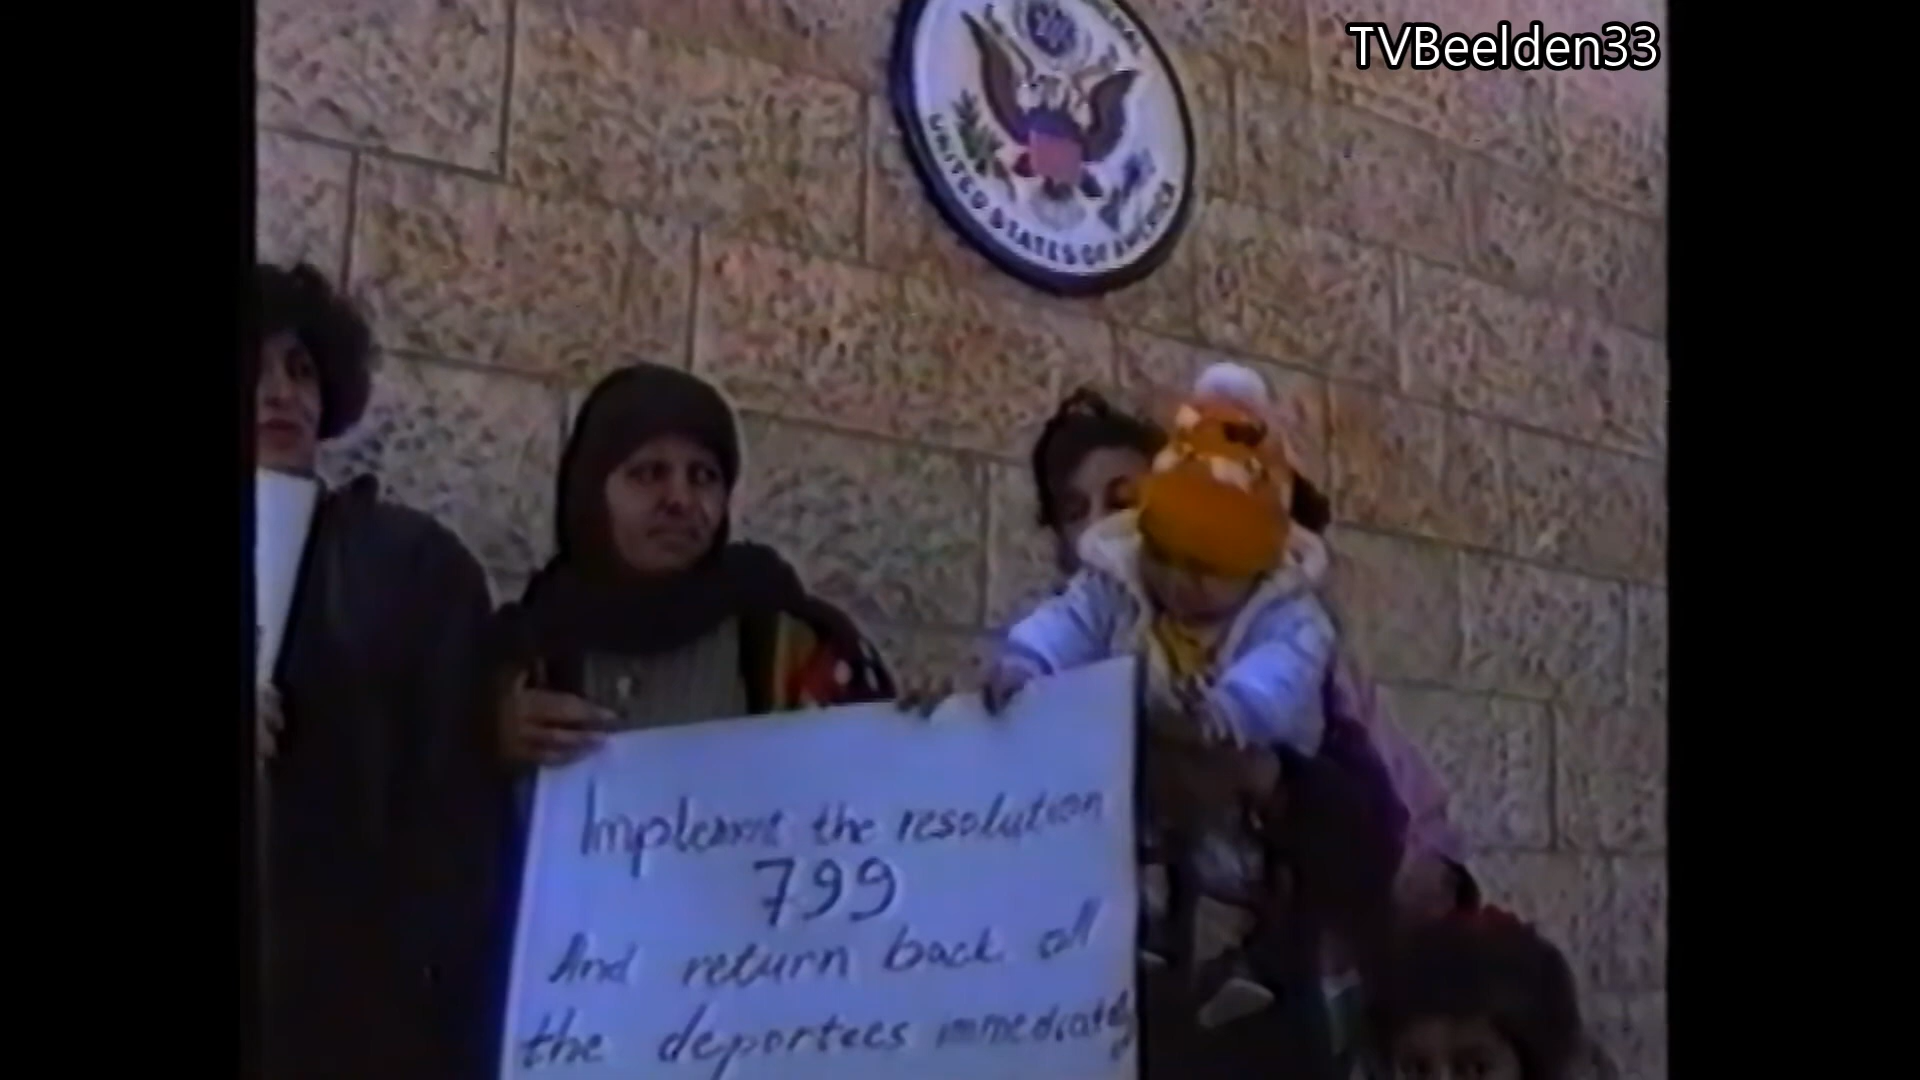 TVBeelden33
UNITED STATES OF AMERICA
Implement the resolution
799
And return back all
the deportees immediately